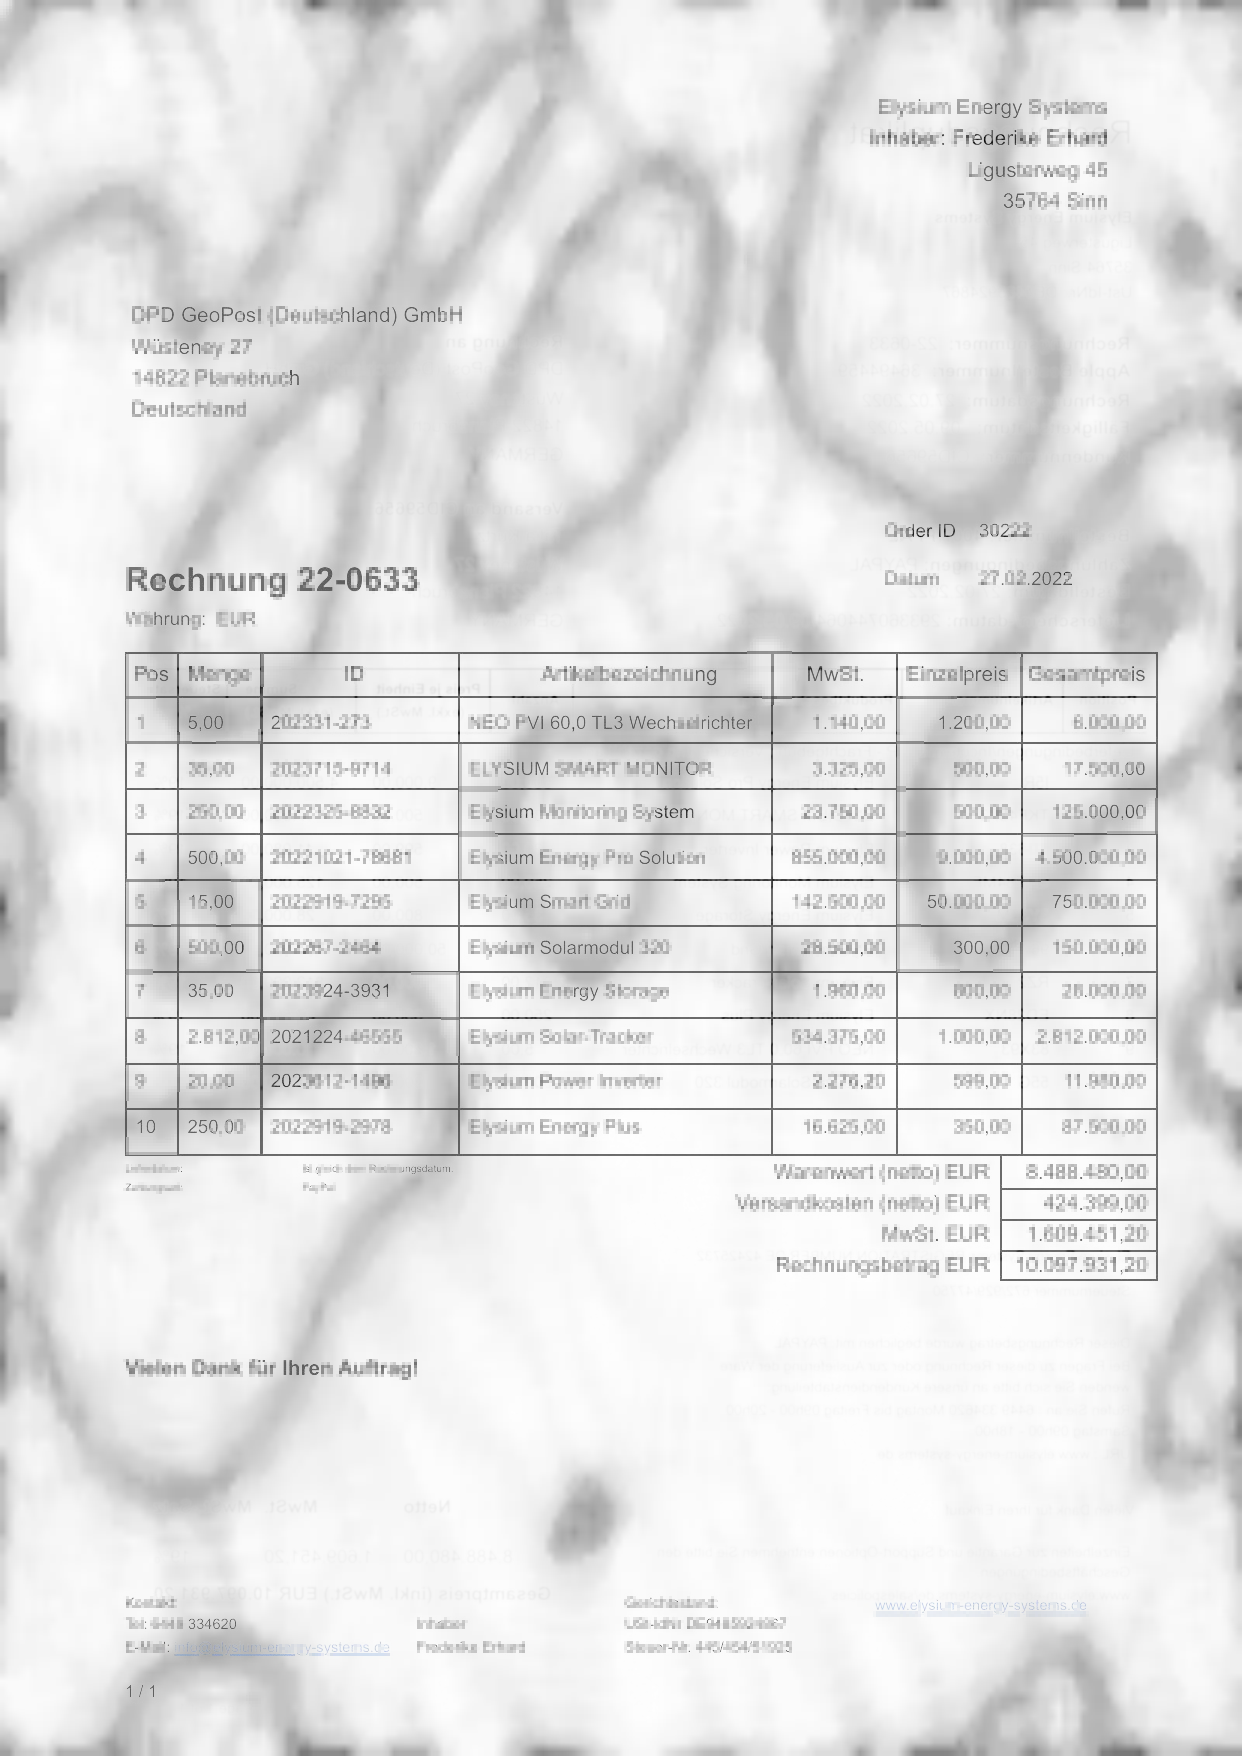 Elysium Energy Systems
Inhaber: Frederike Erhard
Ligusterweg 45
35764 Sinn
DPD GeoPost (Deutschland) GmbH
Wüsteney 27
14822 Planebruch
Deutschland
Order ID 30222
Rechnung 22-0633
Datum 27.02.2022
Währung: EUR
Pos Menge ID Artikelbezeichnung MwSt. Einzelpreis Gesamtpreis
1 5,00 202331-273 NEO PVI 60,0 TL3 Wechselrichter 1.140,00 1.200,00 6.000,00
2 35,00 2023715-9714 ELYSIUM SMART MONITOR 3.325,00 500,00 17.500,00
3 250,00 2022325-8832 Elysium Monitoring System 23.750,00 500,00 125.000,00
4 500,00 20221021-78681 Elysium Energy Pro Solution 855.000,00 9.000,00 4.500.000,00
5 15,00 2022919-7295 Elysium Smart Grid 142.500,00 50.000,00 750.000,00
6 500,00 202267-2464 Elysium Solarmodul 320 28.500,00 300,00 150.000,00
7 35,00 2023924-3931 Elysium Energy Storage 1.960,00 800,00 28.000,00
8 2.812,00 2021224-46555 Elysium Solar-Tracker 534.375,00 1.000,00 2.812.000,00
9 20,00 2023612-1486 Elysium Power Inverter 2.276,20 599,00 11.980,00
10 250,00 2022919-2978 Elysium Energy Plus 16.625,00 350,00 87.500,00
Lieferdatum: Ist gleich dem Rechnungsdatum.
Zahlungsart: PayPal
Warenwert (netto) EUR 8.488.480,00
Versandkosten (netto) EUR 424.399,00
MwSt. EUR 1.609.451,20
Rechnungsbetrag EUR 10.097.931,20
Vielen Dank für Ihren Auftrag!
Kontakt: Gerichtsstand: www.elysium-energy-systems.de
Tel: 6448 334620 Inhaber USt-IdNr
E-Mail: info@elysium-energy-systems.de Frederike Erhard Steuer-Nr.
1 / 1